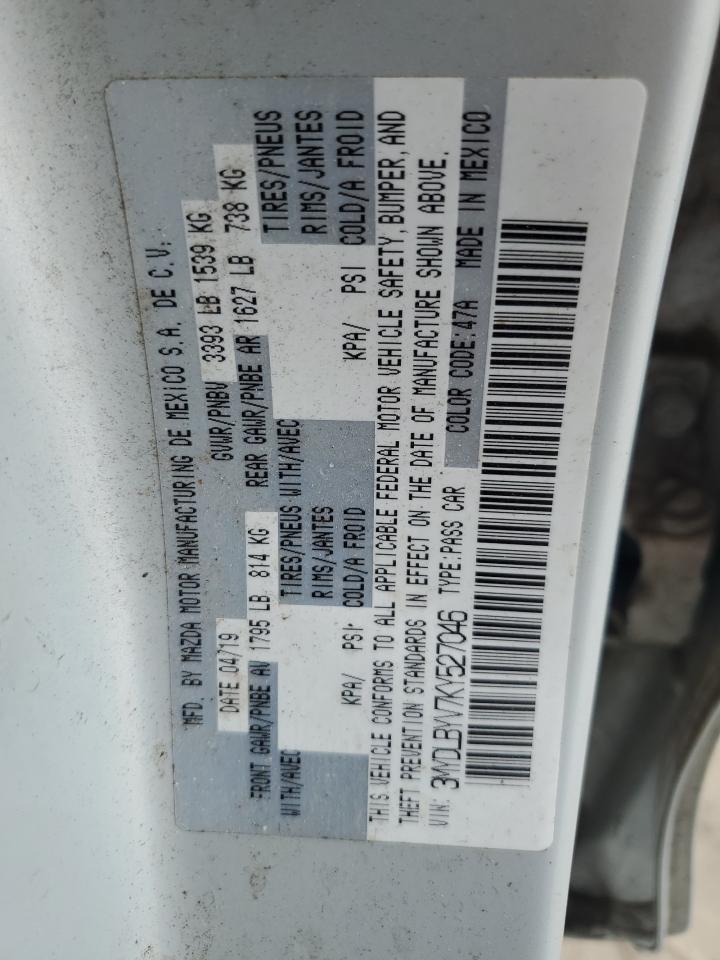 MFD. BY MAZDA MOTOR MANUFACTURING DE MEXICO S.A. DE C.V.
DATE 04/19 GVWR/PNBV 3393 LB 1539 KG
FRONT GAWR/PNBE AV 1795 LB 814 KG REAR GAWR/PNBE AR 1627 LB 738 KG
WITH/AVEC TIRES/PNEUS WITH/AVEC TIRES/PNEUS
RIMS/JANTES RIMS/JANTES
KPA/ PSI COLD/A FROID KPA/ PSI COLD/A FROID
THIS VEHICLE CONFORMS TO ALL APPLICABLE FEDERAL MOTOR VEHICLE SAFETY, BUMPER, AND
THEFT PREVENTION STANDARDS IN EFFECT ON THE DATE OF MANUFACTURE SHOWN ABOVE.
VIN: 3MYDLBYV7KY527046 TYPE:PASS CAR COLOR CODE:47A MADE IN MEXICO